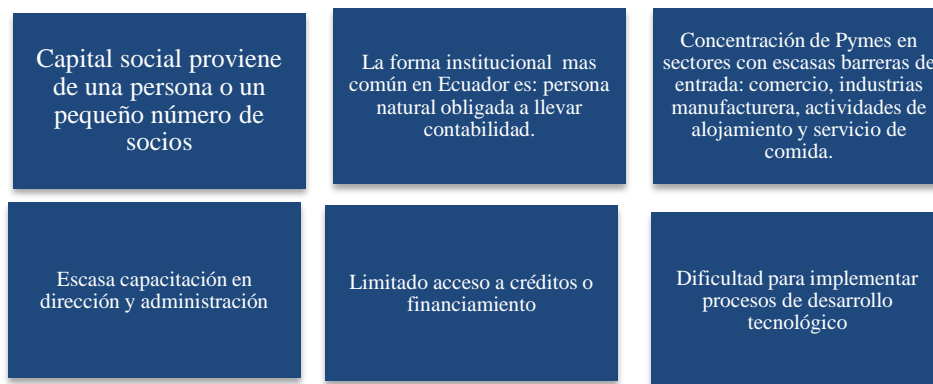 Capital social proviene
de una persona o un
pequeño número de
socios
La forma institucional mas
común en Ecuador es: persona
natural obligada a llevar
contabilidad.
Concentración de Pymes en
sectores con escasas barreras de
entrada: comercio, industrias
manufacturera, actividades de
alojamiento y servicio de
comida.
Escasa capacitación en
dirección y administración
Limitado acceso a créditos o
financiamiento
Dificultad para implementar
procesos de desarrollo
tecnológico